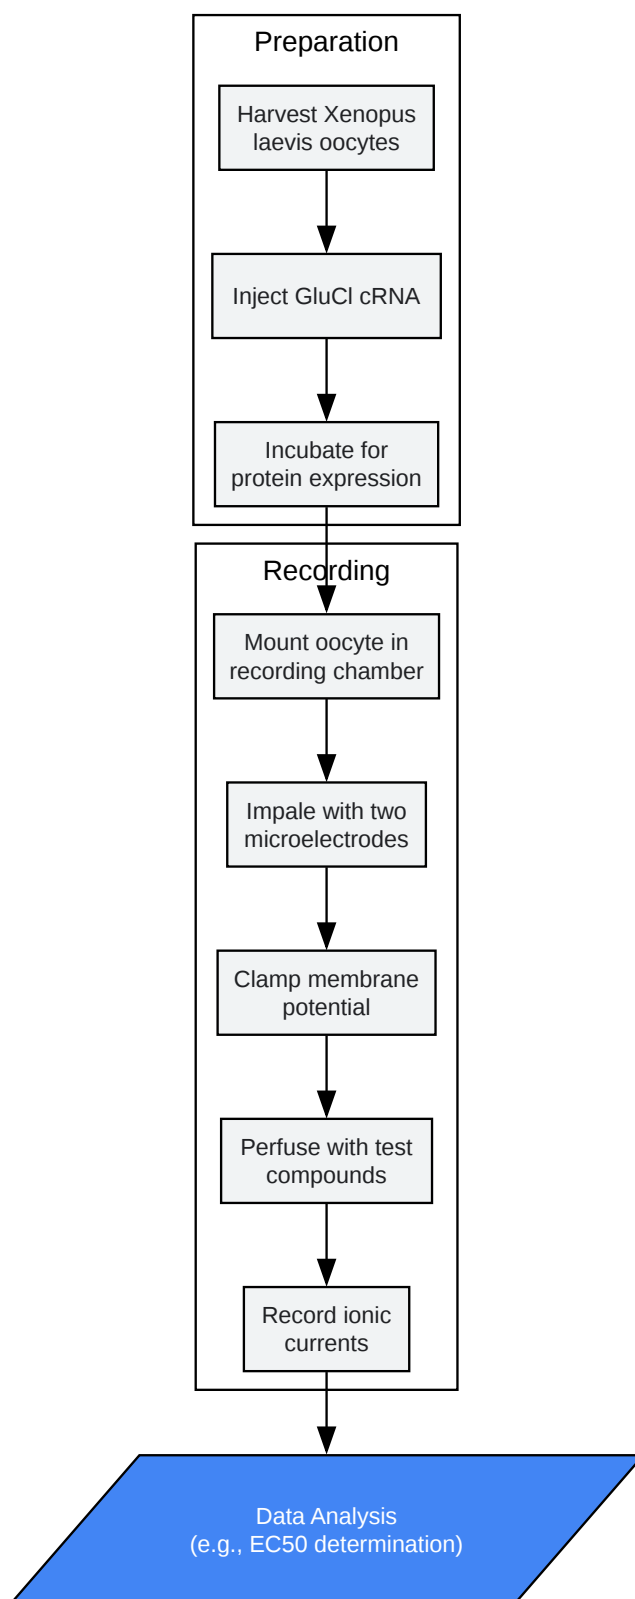 Preparation
Harvest Xenopus
laevis oocytes
Inject GluCl cRNA
Incubate for
protein expression
Recording
Mount oocyte in
recording chamber
Impale with two
microelectrodes
Clamp membrane
potential
Perfuse with test
compounds
Record ionic
currents
Data Analysis
(e.g., EC50 determination)